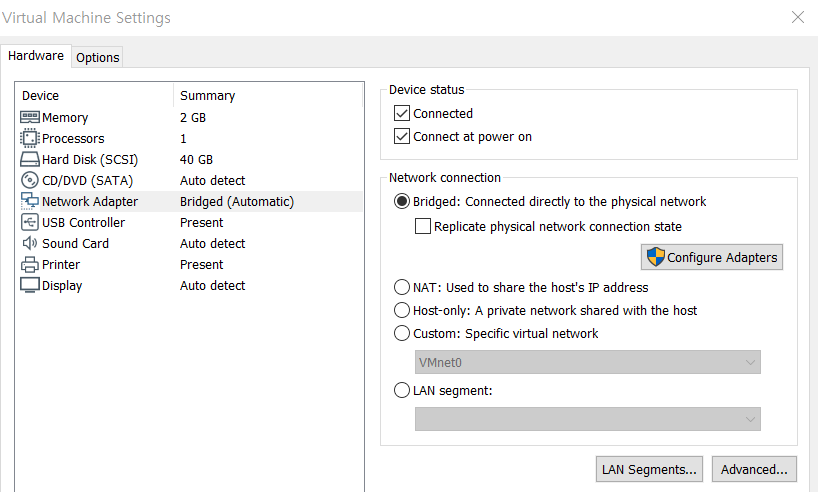 Virtual Machine Settings
Hardware
Options
Device Summary
Memory 2 GB
Processors 1
Hard Disk (SCSI) 40 GB
CD/DVD (SATA) Auto detect
Network Adapter Bridged (Automatic)
USB Controller Present
Sound Card Auto detect
Printer Present
Display Auto detect
Device status
Connected
Connect at power on
Network connection
Bridged: Connected directly to the physical network
Replicate physical network connection state
Configure Adapters
NAT: Used to share the host's IP address
Host-only: A private network shared with the host
Custom: Specific virtual network
VMnet0
LAN segment:
LAN Segments... Advanced...